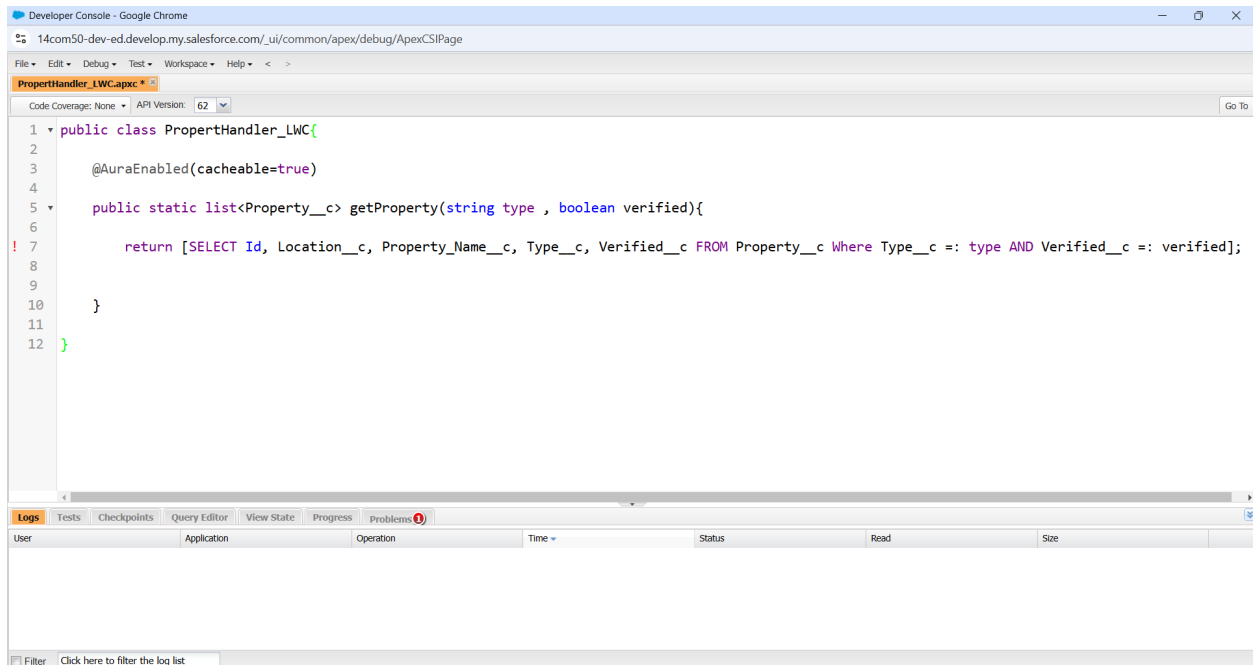 Developer Console - Google Chrome
14com50-dev-ed.develop.my.salesforce.com/_ui/common/apex/debug/ApexCSIPage
File Edit Debug Test Workspace Help < >
PropertHandler_LWC.apxc *
Code Coverage: None API Version: 62 Go To
1 public class PropertHandler_LWC{
2
3 @AuraEnabled(cacheable=true)
4
5 public static list<Property__c> getProperty(string type , boolean verified){
6
! 7 return [SELECT Id, Location__c, Property_Name__c, Type__c, Verified__c FROM Property__c Where Type__c =: type AND Verified__c =: verified];
8
9
10 }
11
12 }
Logs Tests Checkpoints Query Editor View State Progress Problems 1
User Application Operation Time Status Read Size
Filter Click here to filter the log list